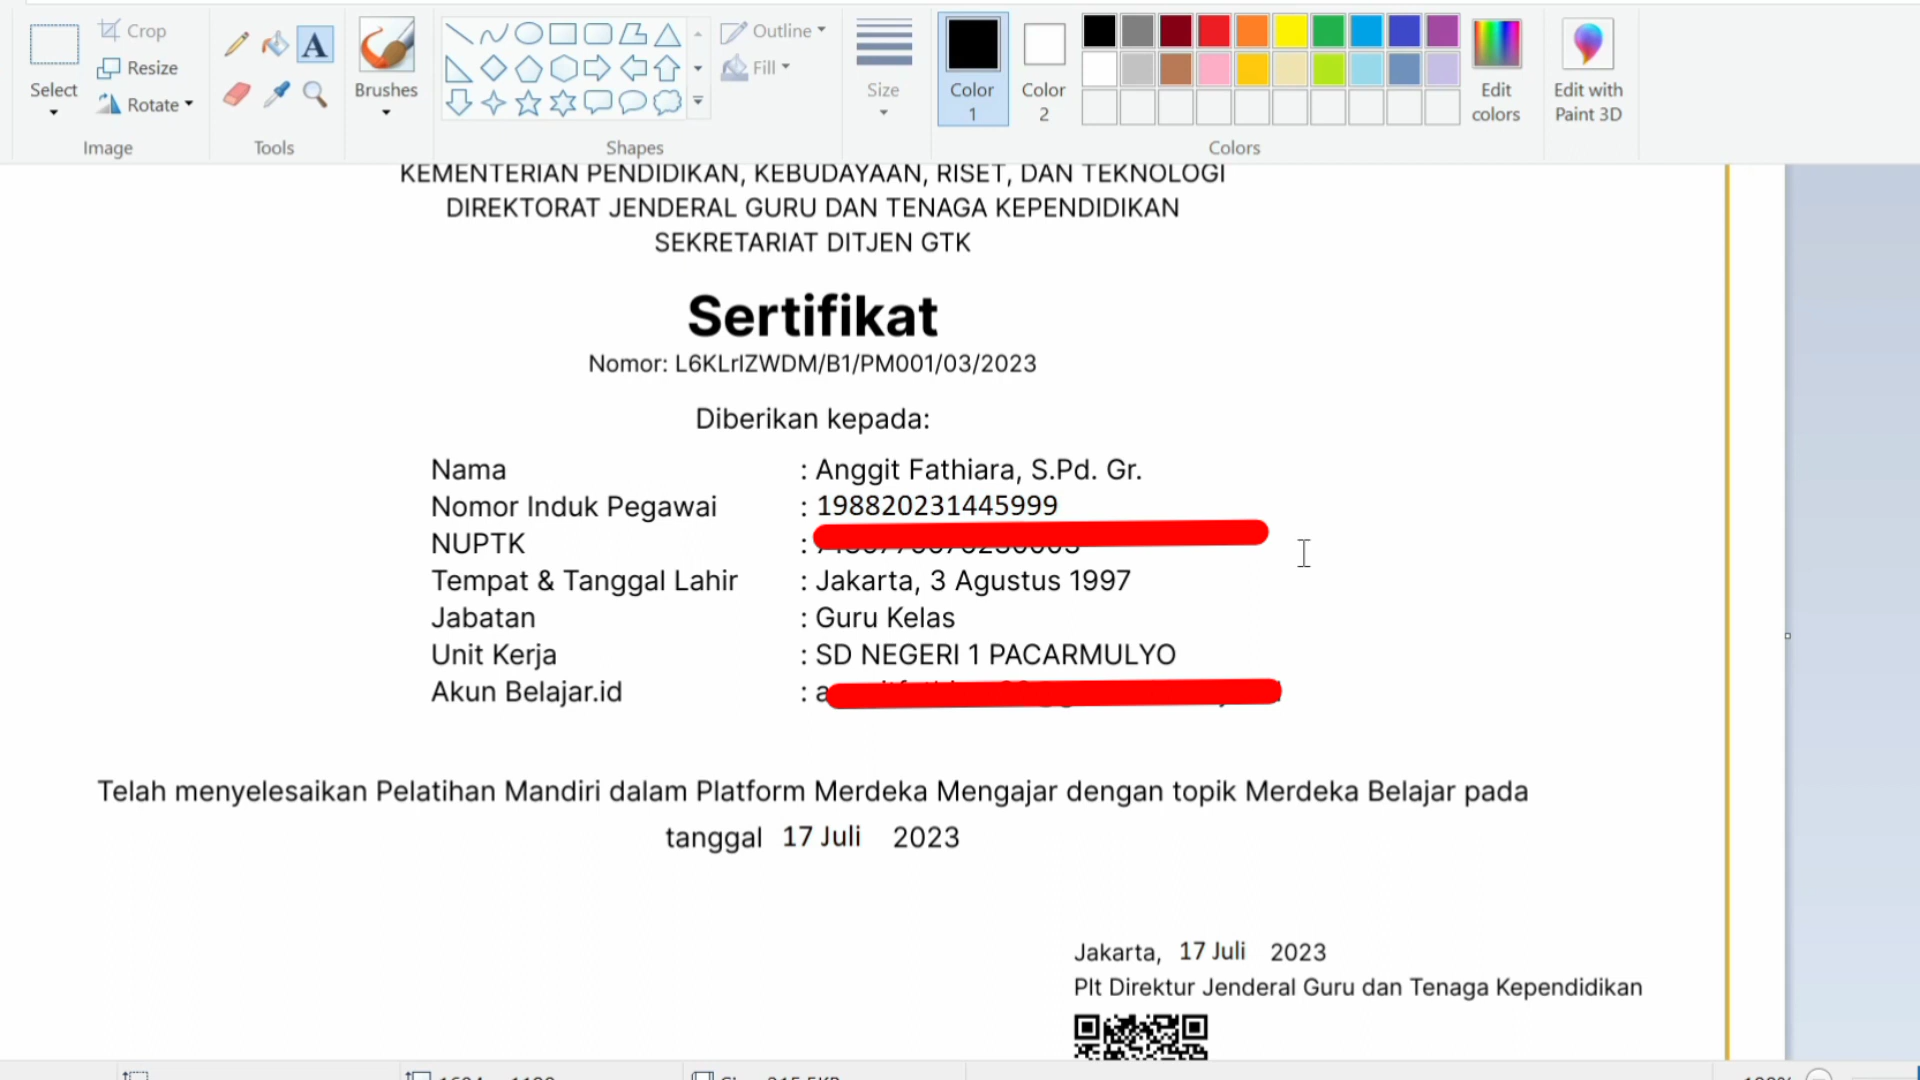 Crop
Resize
Rotate
Select
Image
A
Tools
Brushes
Shapes
Outline
Fill
Size
Color 1
Color 2
Colors
Edit colors
Edit with Paint 3D
KEMENTERIAN PENDIDIKAN, KEBUDAYAAN, RISET, DAN TEKNOLOGI
DIREKTORAT JENDERAL GURU DAN TENAGA KEPENDIDIKAN
SEKRETARIAT DITJEN GTK
Sertifikat
Nomor: L6KLrIZWDM/B1/PM001/03/2023
Diberikan kepada:
Nama : Anggit Fathiara, S.Pd. Gr.
Nomor Induk Pegawai : 198820231445999
NUPTK :
Tempat & Tanggal Lahir : Jakarta, 3 Agustus 1997
Jabatan : Guru Kelas
Unit Kerja : SD NEGERI 1 PACARMULYO
Akun Belajar.id :
Telah menyelesaikan Pelatihan Mandiri dalam Platform Merdeka Mengajar dengan topik Merdeka Belajar pada
tanggal 17 Juli 2023
Jakarta, 17 Juli 2023
Plt Direktur Jenderal Guru dan Tenaga Kependidikan